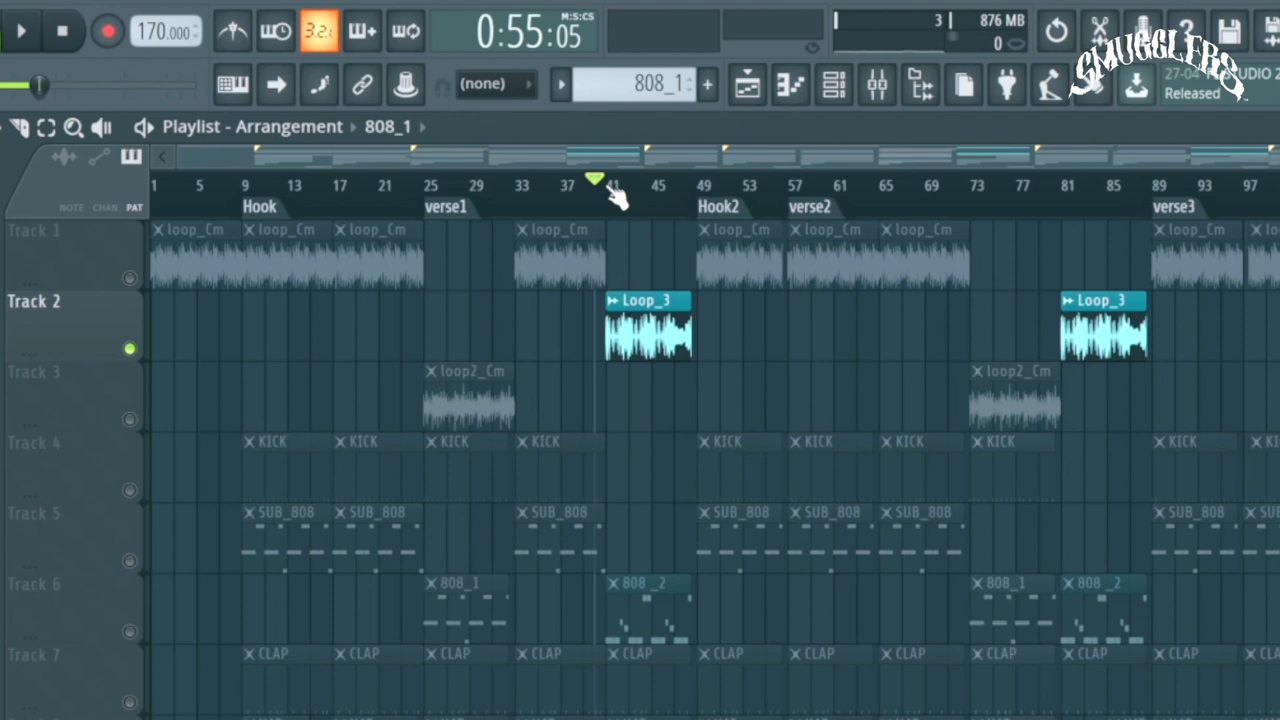 170.000
3.2:
0:55:05
M:S:CS
3
876 MB
0
(none)
808_1
+
SMUGGLERS
27-04
STUDIO 2
Released
Playlist - Arrangement
808_1
NOTE CHAN PAT
1 5 9 13 17 21 25 29 33 37 41 45 49 53 57 61 65 69 73 77 81 85 89 93 97
Hook verse1 Hook2 verse2 verse3
Track 1
loop_Cm loop_Cm loop_Cm loop_Cm loop_Cm loop_Cm loop_Cm loop_Cm
Track 2
Loop_3 Loop_3
Track 3
loop2_Cm loop2_Cm
Track 4
KICK KICK KICK KICK KICK KICK KICK KICK KICK
Track 5
SUB_808 SUB_808 SUB_808 SUB_808 SUB_808 SUB_808 SUB_808
Track 6
808_1 808_2 808_1 808_2
Track 7
CLAP CLAP CLAP CLAP CLAP CLAP CLAP CLAP CLAP CLAP CLAP